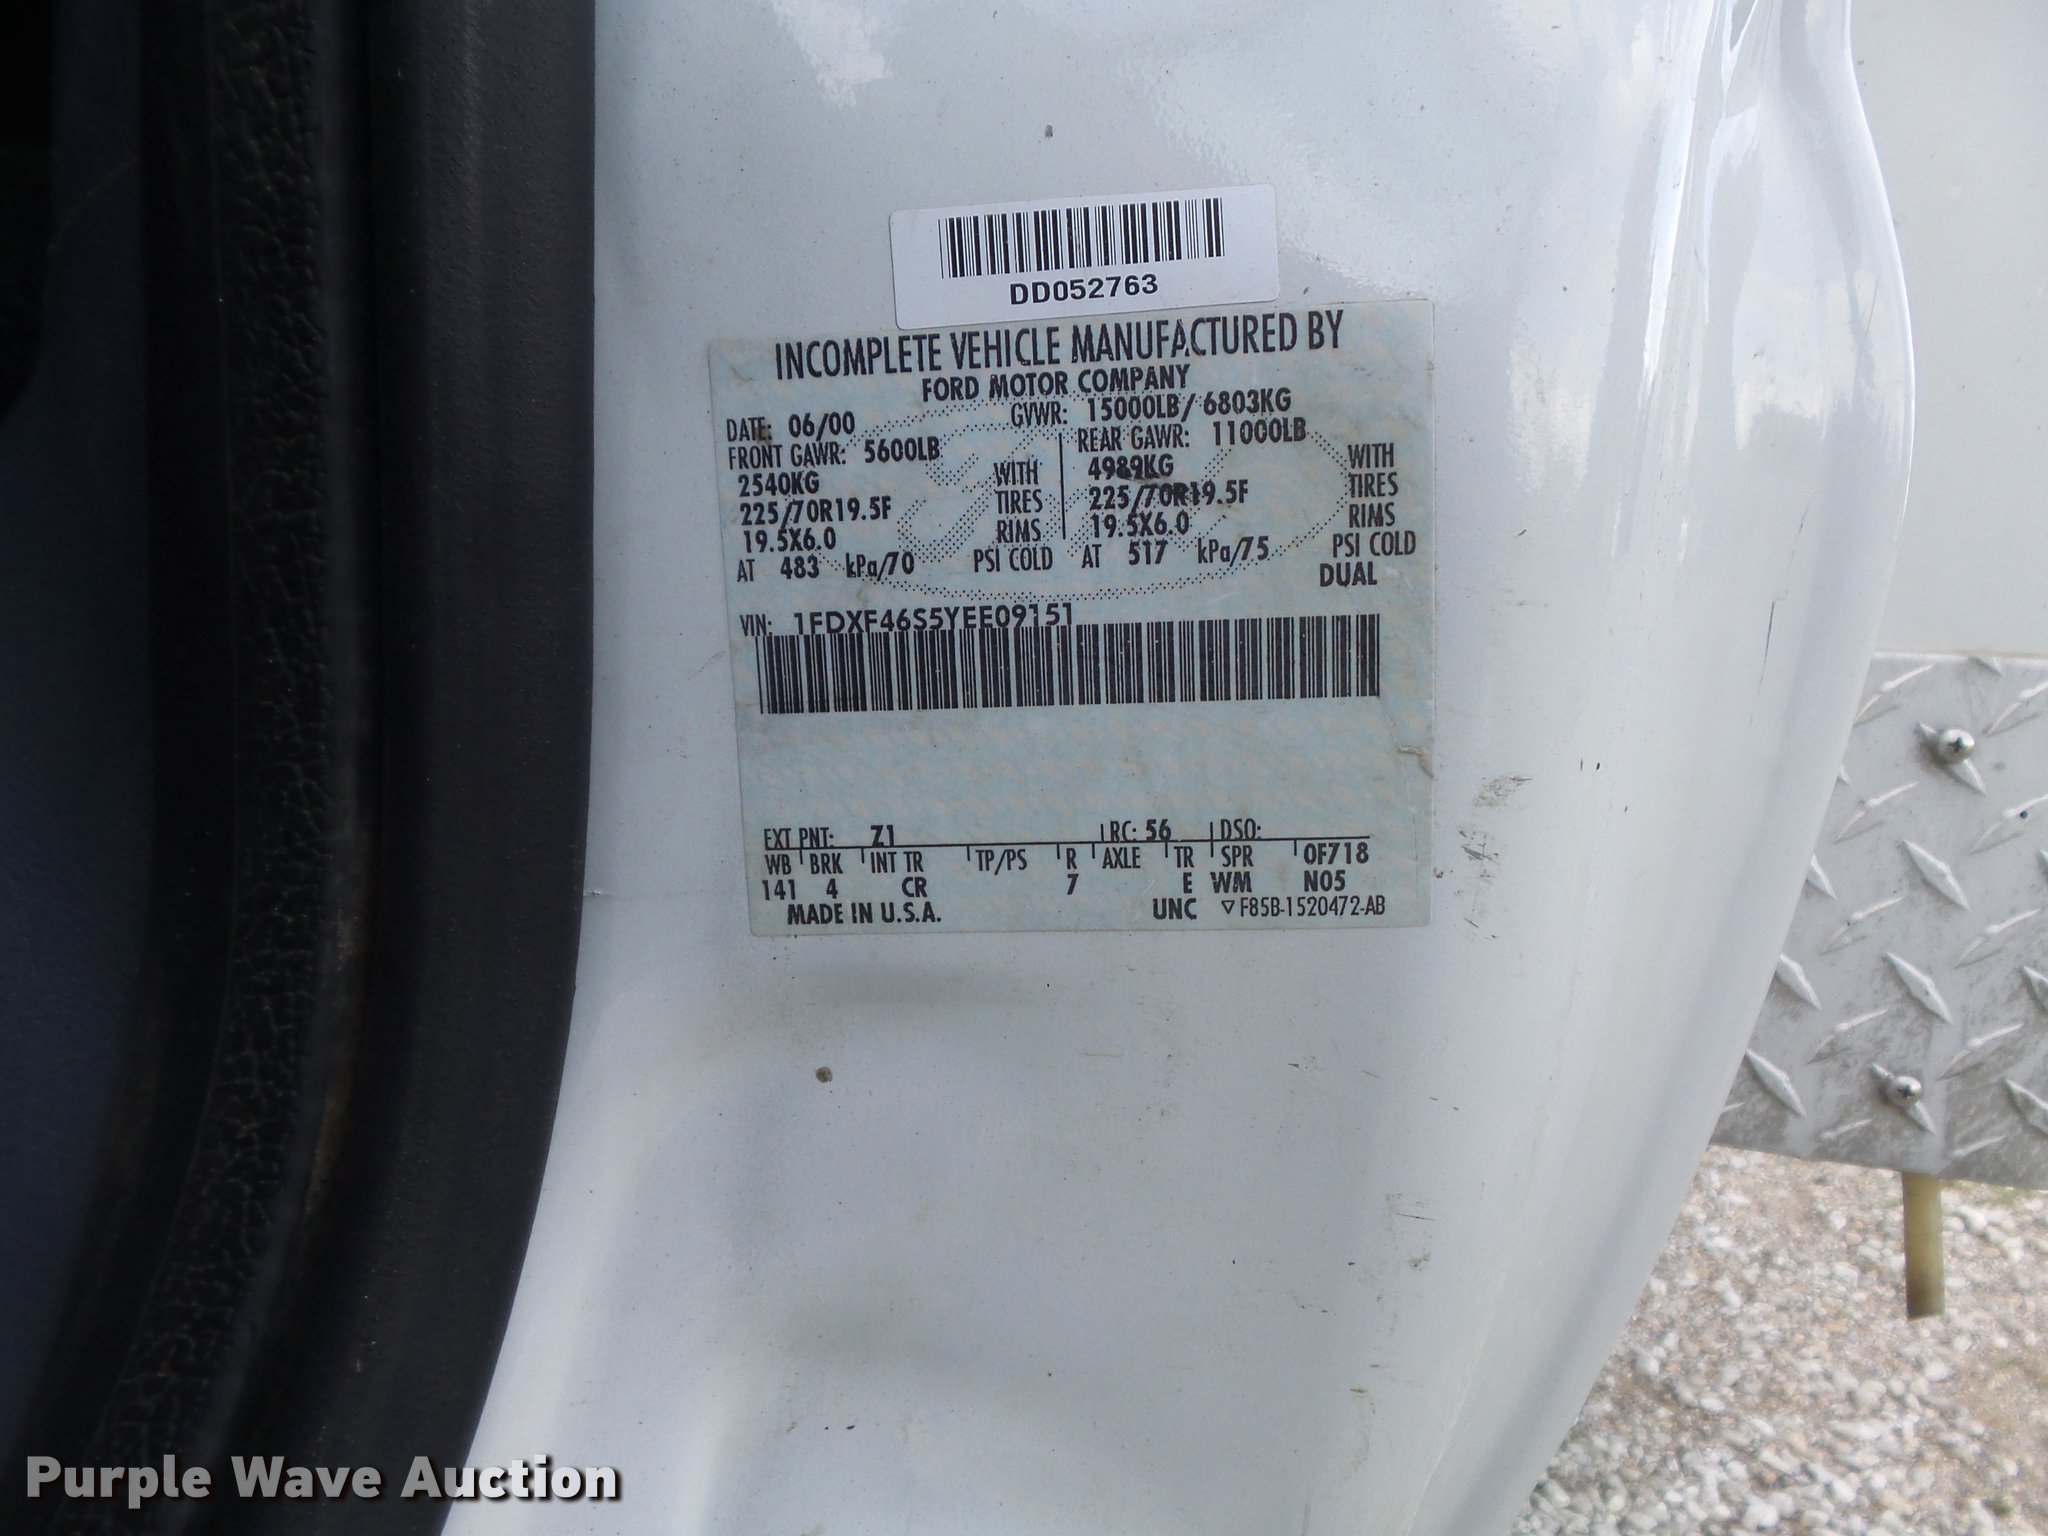 DD052763
INCOMPLETE VEHICLE MANUFACTURED BY
FORD MOTOR COMPANY
DATE: 06/00 GVWR: 15000LB/ 6803KG
FRONT GAWR: 5600LB REAR GAWR: 11000LB
2540KG WITH 4989KG WITH
225/70R19.5F TIRES 225/70R19.5F TIRES
19.5X6.0 RIMS 19.5X6.0 RIMS
AT 483 kPa/70 PSI COLD AT 517 kPa/75 PSI COLD
DUAL
VIN: 1FDXF46S5YEE09151
EXT PNT: Z1 RC: 56 DSO:
WB BRK INT TR TP/PS R AXLE TR SPR 0F718
141 4 CR 7 E WM N05
MADE IN U.S.A. UNC ▽ F85B-1520472-AB
Purple Wave Auction